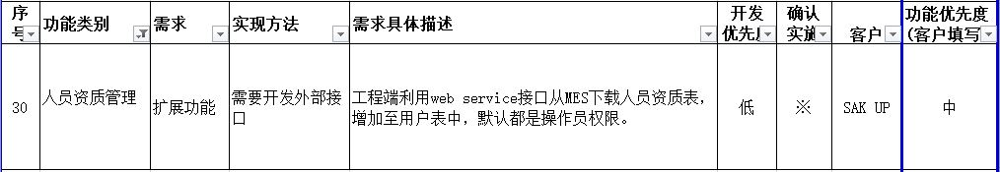 序号 功能类别 需求 实现方法 需求具体描述 开发优先 确认实施 客户 功能优先度(客户填写
30 人员资质管理 扩展功能 需要开发外部接口 工程端利用web service接口从MES下载人员资质表，
增加至用户表中，默认都是操作员权限。 低 ※ SAK UP 中